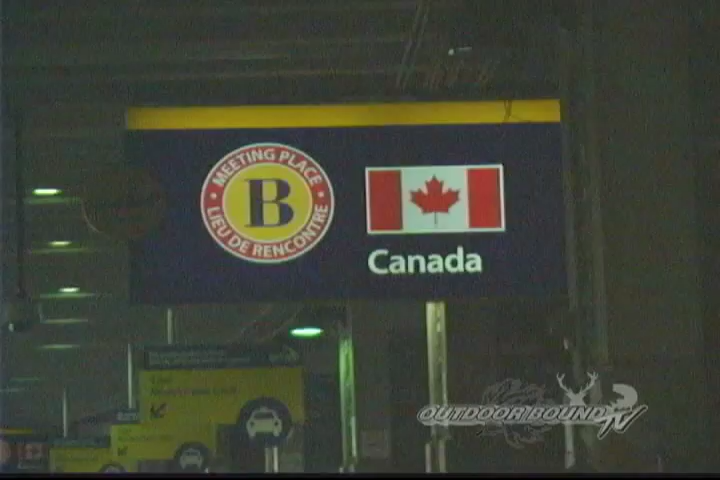 MEETING PLACE
B
LIEU DE RENCONTRE
Canada
OUTDOOR BOUND TV